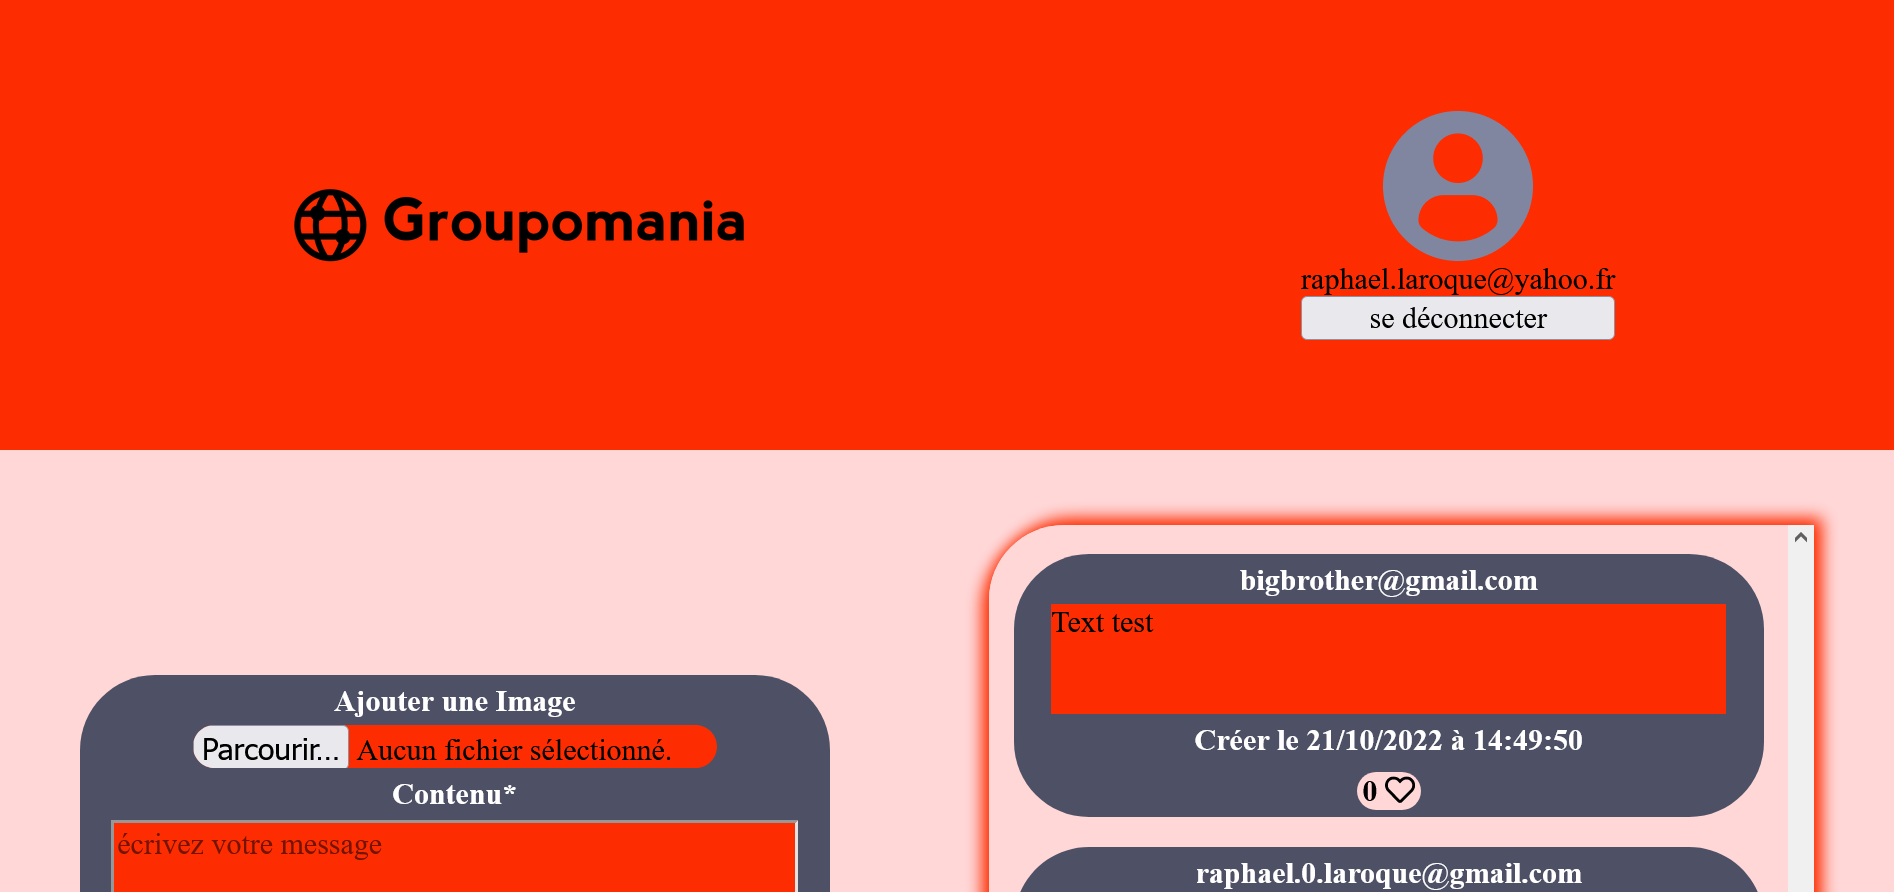 Groupomania
raphael.laroque@yahoo.fr
se déconnecter
Ajouter une Image
Parcourir... Aucun fichier sélectionné.
Contenu*
écrivez votre message
bigbrother@gmail.com
Text test
Créer le 21/10/2022 à 14:49:50
0
raphael.0.laroque@gmail.com